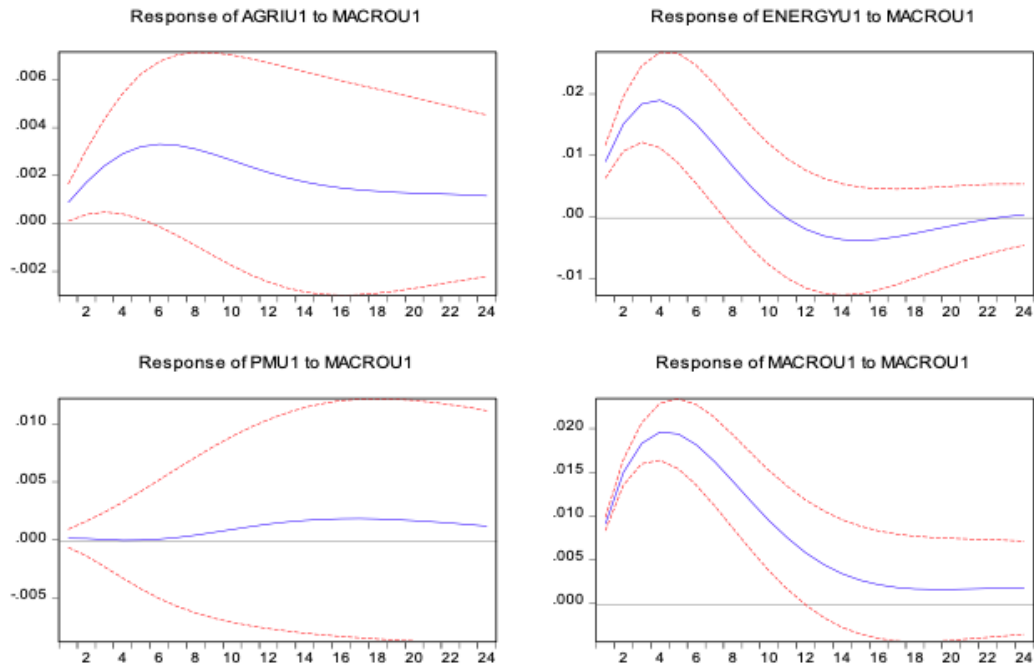 Response of AGRIU1 to MACROU1
.006
.004
.002
.000
-.002
2 4 6 8 10 12 14 16 18 20 22 24
Response of ENERGYU1 to MACROU1
.02
.01
.00
-.01
2 4 6 8 10 12 14 16 18 20 22 24
Response of PMU1 to MACROU1
.010
.005
.000
-.005
2 4 6 8 10 12 14 16 18 20 22 24
Response of MACROU1 to MACROU1
.020
.015
.010
.005
.000
2 4 6 8 10 12 14 16 18 20 22 24